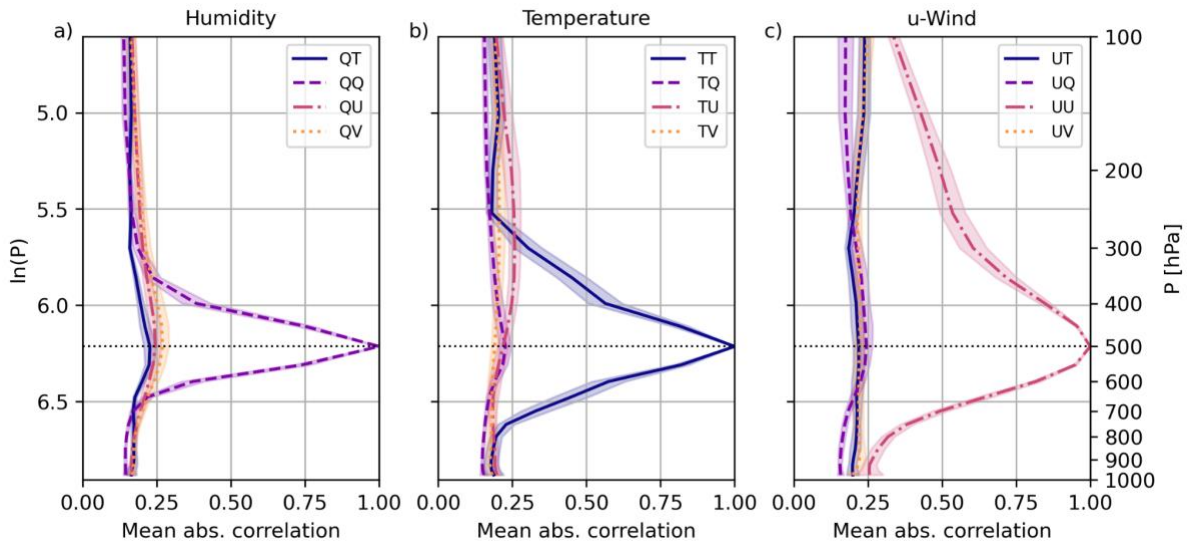 Humidity
Temperature
u-Wind
a)
b)
c)
QT
QQ
QU
QV
TT
TQ
TU
TV
UT
UQ
UU
UV
ln(P)
5.0
5.5
6.0
6.5
P [hPa]
100
200
300
400
500
600
700
800
900
1000
0.00 0.25 0.50 0.75 1.00
0.00 0.25 0.50 0.75 1.00
0.00 0.25 0.50 0.75 1.00
Mean abs. correlation
Mean abs. correlation
Mean abs. correlation